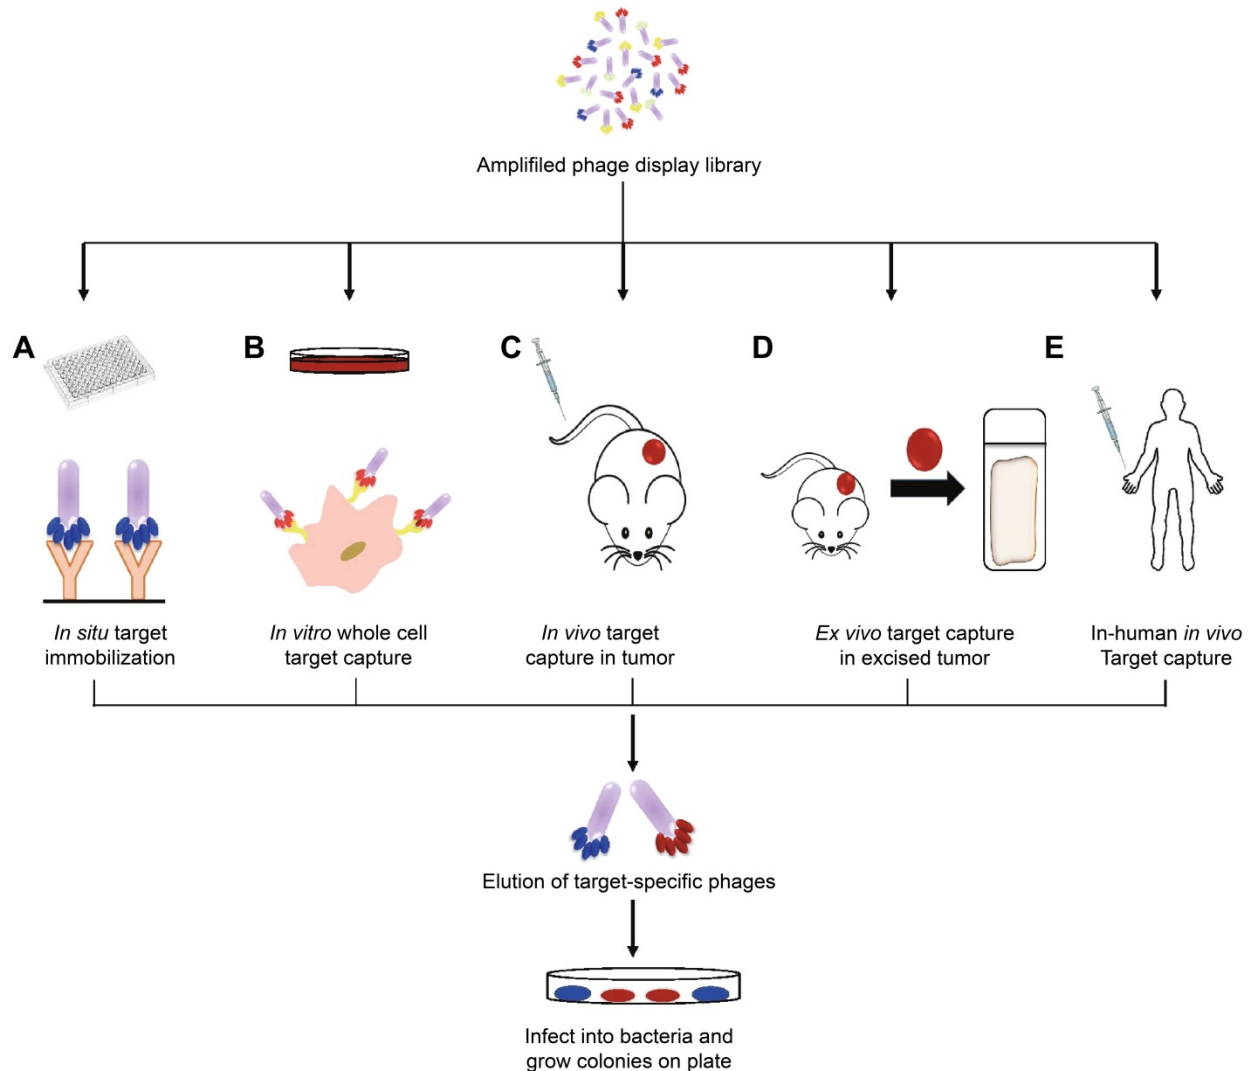 Amplifiled phage display library
A
B
C
D
E
In situ target
immobilization
In vitro whole cell
target capture
In vivo target
capture in tumor
Ex vivo target capture
in excised tumor
In-human in vivo
Target capture
Elution of target-specific phages
Infect into bacteria and
grow colonies on plate